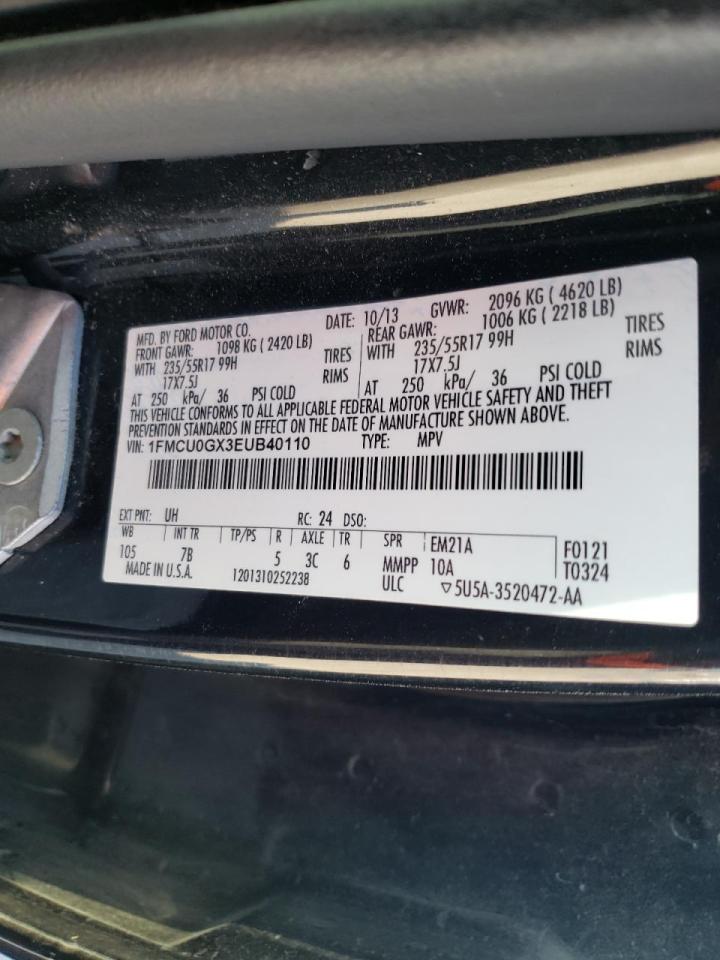 MFD. BY FORD MOTOR CO. DATE: 10/13 GVWR: 2096 KG ( 4620 LB)
FRONT GAWR: 1098 KG ( 2420 LB) REAR GAWR: 1006 KG ( 2218 LB)
WITH 235/55R17 99H TIRES WITH 235/55R17 99H TIRES
17X7.5J RIMS 17X7.5J RIMS
AT 250 kPa/ 36 PSI COLD AT 250 kPa/ 36 PSI COLD
THIS VEHICLE CONFORMS TO ALL APPLICABLE FEDERAL MOTOR VEHICLE SAFETY AND THEFT
PREVENTION STANDARDS IN EFFECT ON THE DATE OF MANUFACTURE SHOWN ABOVE.
VIN: 1FMCU0GX3EUB40110 TYPE: MPV
EXT PNT: UH RC: 24 DSO:
WB INT TR TP/PS R AXLE TR SPR EM21A F0121
105 7B 5 3C 6 MMPP 10A T0324
MADE IN U.S.A. 1201310252238 ULC ▽5U5A-3520472-AA